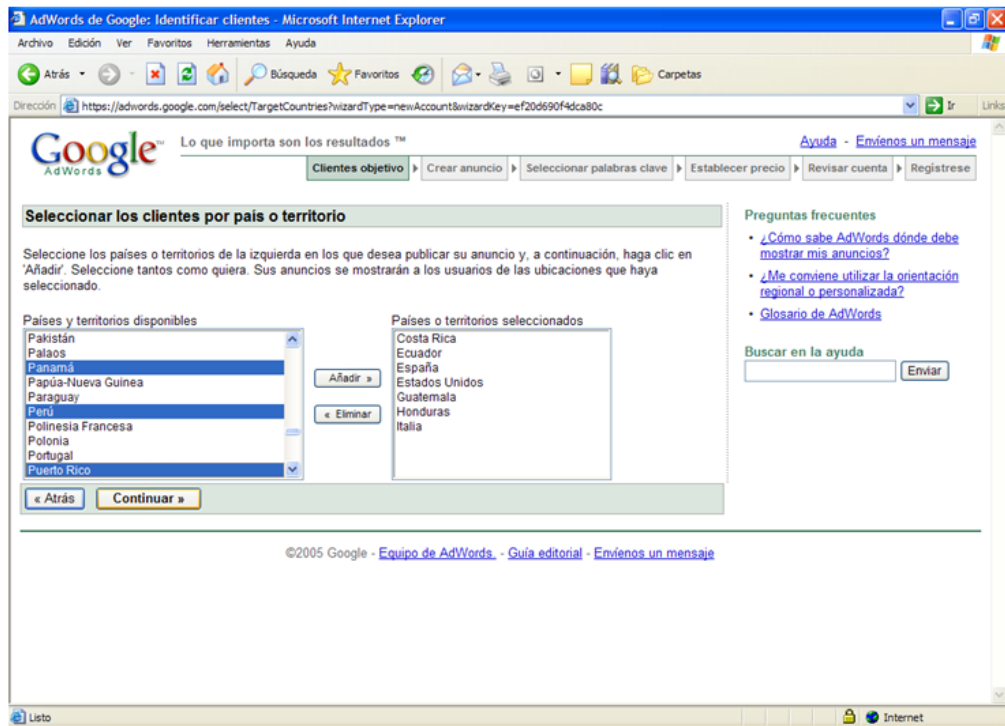 AdWords de Google: Identificar clientes - Microsoft Internet Explorer
Archivo Edición Ver Favoritos Herramientas Ayuda
Atrás Búsqueda Favoritos Carpetas
Dirección https://adwords.google.com/select/TargetCountries?wizardType=newAccount&wizardKey=ef20d690f4dca80c Ir Links
Google™ Lo que importa son los resultados ™ Ayuda - Envíenos un mensaje
AdWords
Clientes objetivo Crear anuncio Seleccionar palabras clave Establecer precio Revisar cuenta Regístrese
Seleccionar los clientes por país o territorio
Seleccione los países o territorios de la izquierda en los que desea publicar su anuncio y, a continuación, haga clic en
'Añadir'. Seleccione tantos como quiera. Sus anuncios se mostrarán a los usuarios de las ubicaciones que haya
seleccionado.
Países y territorios disponibles
Pakistán
Palaos
Panamá
Papúa-Nueva Guinea
Paraguay
Perú
Polinesia Francesa
Polonia
Portugal
Puerto Rico
Añadir »
« Eliminar
Países o territorios seleccionados
Costa Rica
Ecuador
España
Estados Unidos
Guatemala
Honduras
Italia
« Atrás Continuar »
Preguntas frecuentes
¿Cómo sabe AdWords dónde debe
mostrar mis anuncios?
¿Me conviene utilizar la orientación
regional o personalizada?
Glosario de AdWords
Buscar en la ayuda
Enviar
©2005 Google - Equipo de AdWords - Guía editorial - Envíenos un mensaje
Listo Internet